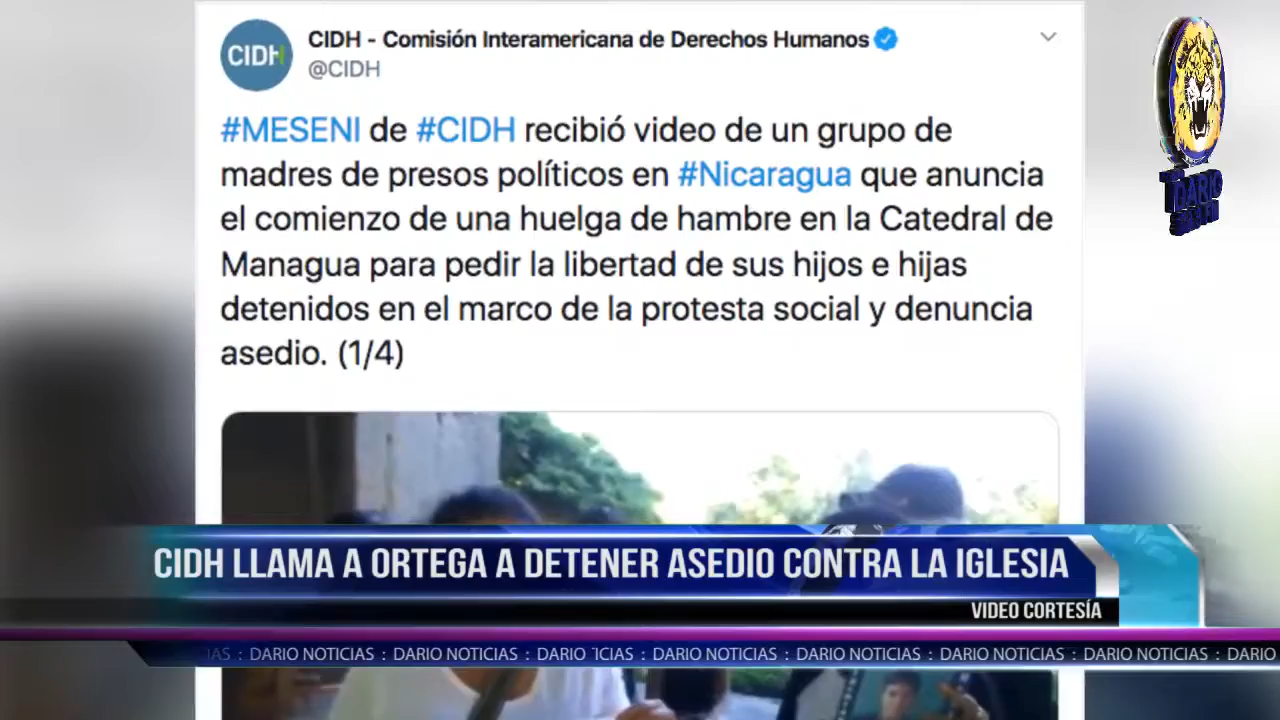 CIDH
CIDH - Comisión Interamericana de Derechos Humanos
@CIDH
#MESENI de #CIDH recibió video de un grupo de
madres de presos políticos en #Nicaragua que anuncia
el comienzo de una huelga de hambre en la Catedral de
Managua para pedir la libertad de sus hijos e hijas
detenidos en el marco de la protesta social y denuncia
asedio. (1/4)
DARIO
CIDH LLAMA A ORTEGA A DETENER ASEDIO CONTRA LA IGLESIA
VIDEO CORTESÍA
IAS : DARIO NOTICIAS : DARIO NOTICIAS : DARIO ICIAS : DARIO NOTICIAS : DARIO NOTICIAS : DARIO NOTICIAS : DARIO NOTICIAS : DARIO